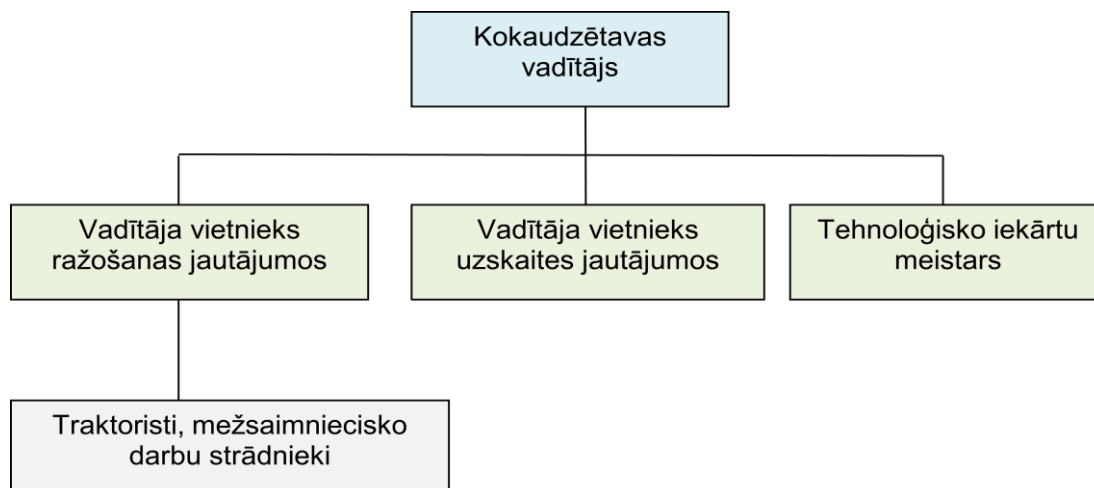 Kokaudzētavas
vadītājs
Vadītāja vietnieks
ražošanas jautājumos
Vadītāja vietnieks
uzskaites jautājumos
Tehnoloģisko iekārtu
meistars
Traktoristi, mežsaimniecisko
darbu strādnieki